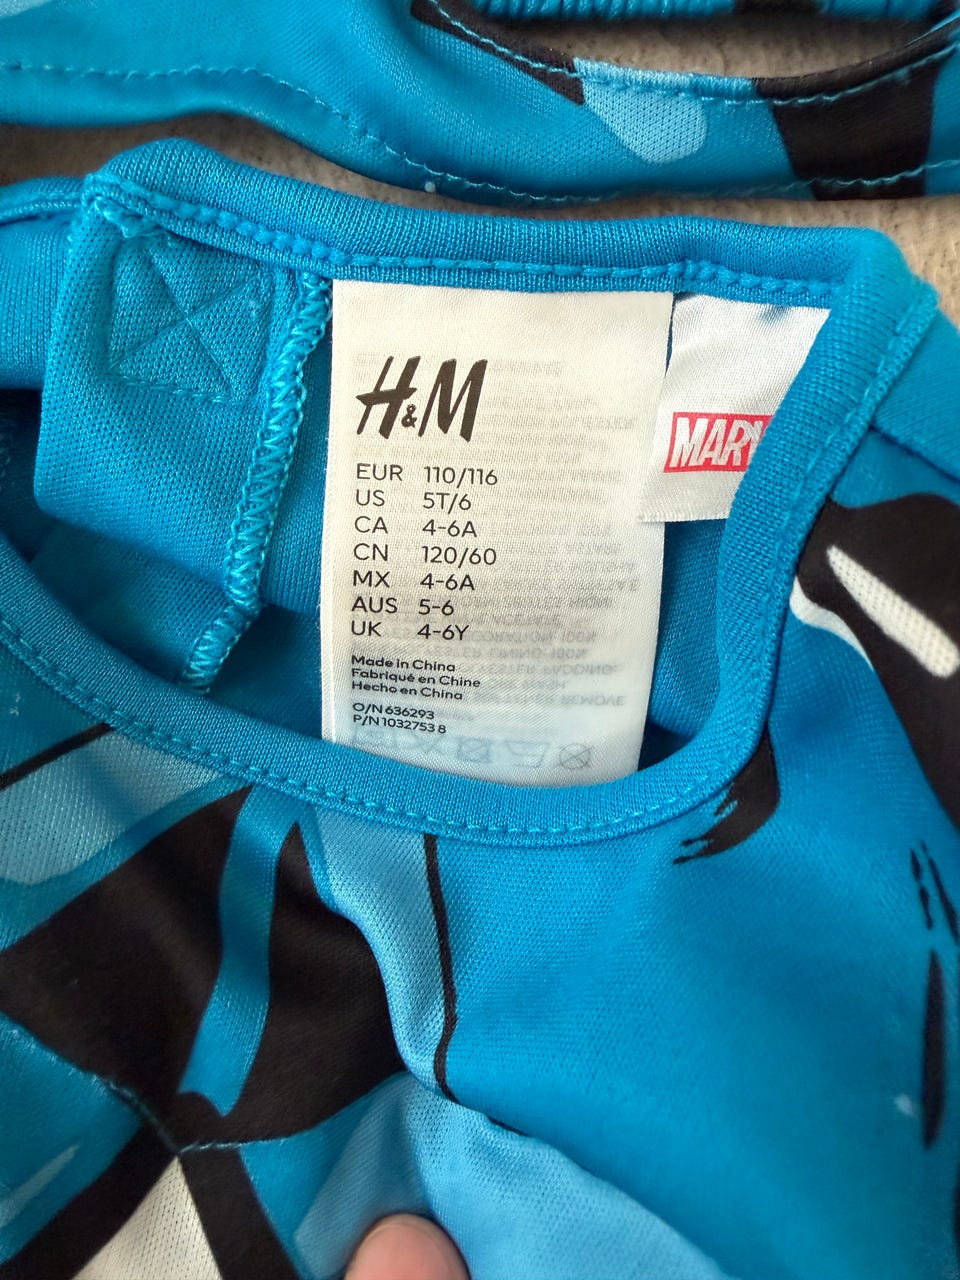 H&M
EUR 110/116
US 5T/6
CA 4-6A
CN 120/60
MX 4-6A
AUS 5-6
UK 4-6Y
Made in China
Fabriqué en Chine
Hecho en China
O/N 636293
P/N 1032753 8
MARV